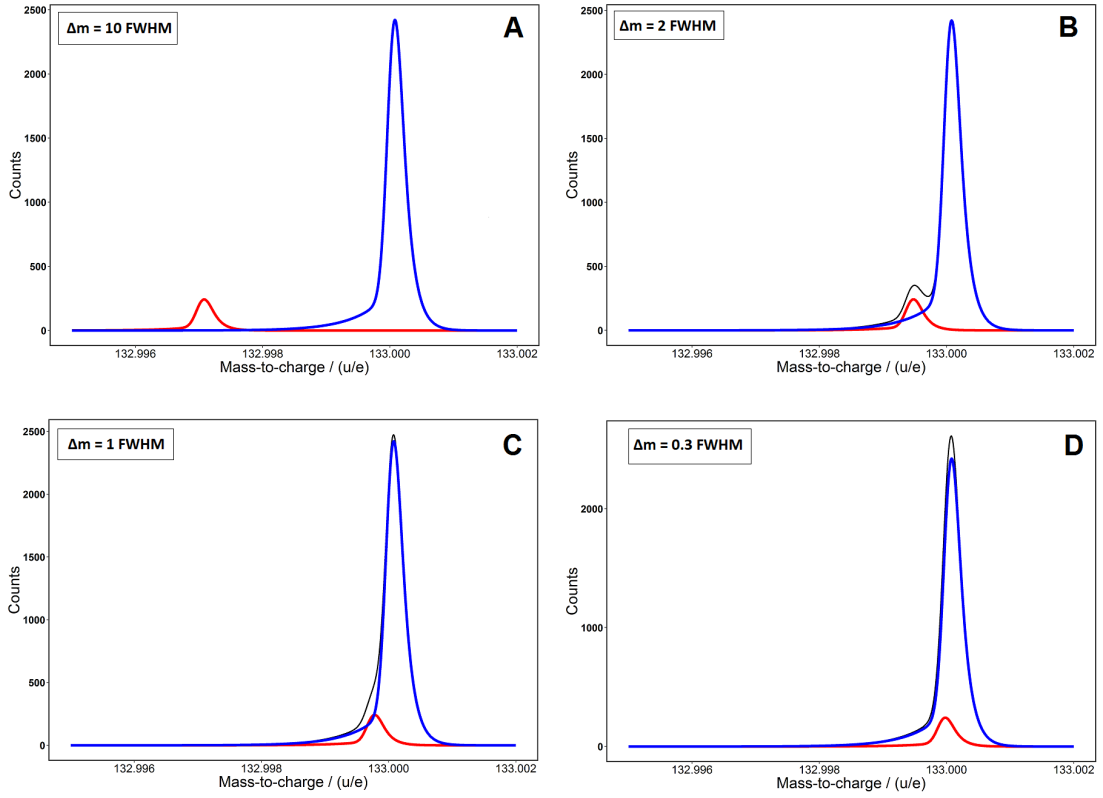 Δm = 10 FWHM
A
2500
2000
1500
1000
500
0
Counts
132.996
132.998
133.000
133.002
Mass-to-charge / (u/e)
Δm = 2 FWHM
B
2500
2000
1500
1000
500
0
Counts
132.996
132.998
133.000
133.002
Mass-to-charge / (u/e)
Δm = 1 FWHM
C
2500
2000
1500
1000
500
0
Counts
132.996
132.998
133.000
133.002
Mass-to-charge / (u/e)
Δm = 0.3 FWHM
D
2000
1000
0
Counts
132.996
132.998
133.000
133.002
Mass-to-charge / (u/e)